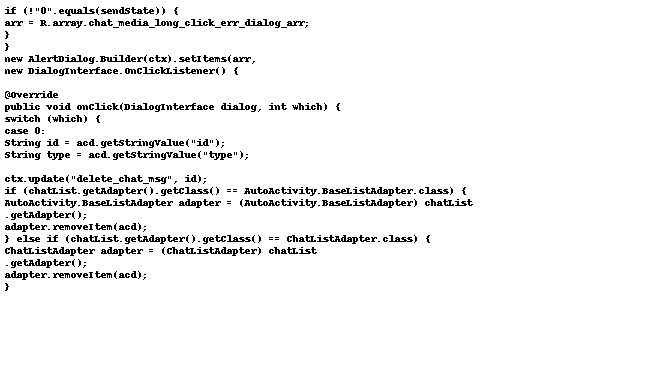 if (!"0".equals(sendState)) {
arr = R.array.chat_media_long_click_err_dialog_arr;
}
}
new AlertDialog.Builder(ctx).setItems(arr,
new DialogInterface.OnClickListener() {
@Override
public void onClick(DialogInterface dialog, int which) {
switch (which) {
case 0:
String id = acd.getStringValue("id");
String type = acd.getStringValue("type");
ctx.update("delete_chat_msg", id);
if (chatList.getAdapter().getClass() == AutoActivity.BaseListAdapter.class) {
AutoActivity.BaseListAdapter adapter = (AutoActivity.BaseListAdapter) chatList
.getAdapter();
adapter.removeItem(acd);
} else if (chatList.getAdapter().getClass() == ChatListAdapter.class) {
ChatListAdapter adapter = (ChatListAdapter) chatList
.getAdapter();
adapter.removeItem(acd);
}